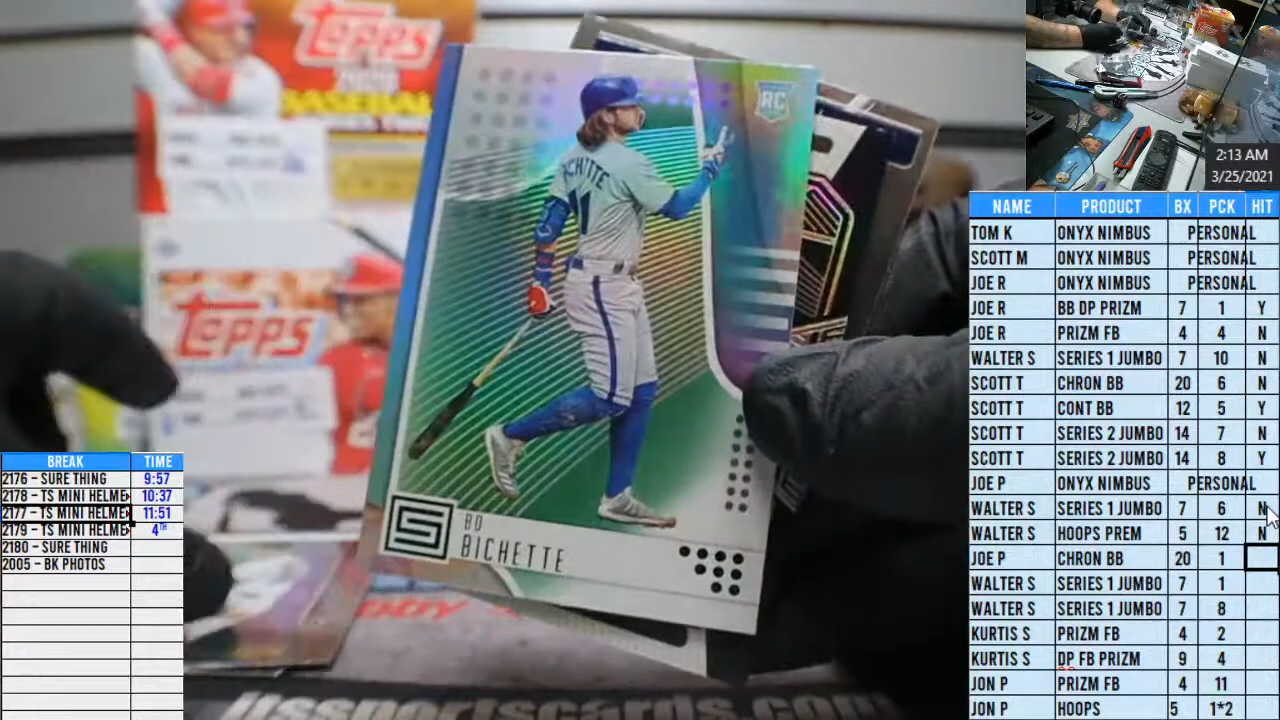 Topps
2020
BASEBALL
Topps
RC
BICHETTE
11
S
BO
BICHETTE
jlssportscards.com
2:13 AM
3/25/2021
NAME PRODUCT BX PCK HIT
TOM K ONYX NIMBUS PERSONAL
SCOTT M ONYX NIMBUS PERSONAL
JOE R ONYX NIMBUS PERSONAL
JOE R BB DP PRIZM 7 1 Y
JOE R PRIZM FB 4 4 N
WALTER S SERIES 1 JUMBO 7 10 N
SCOTT T CHRON BB 20 6 N
SCOTT T CONT BB 12 5 Y
SCOTT T SERIES 2 JUMBO 14 7 N
SCOTT T SERIES 2 JUMBO 14 8 Y
JOE P ONYX NIMBUS PERSONAL
WALTER S SERIES 1 JUMBO 7 6 N
WALTER S HOOPS PREM 5 12 N
JOE P CHRON BB 20 1
WALTER S SERIES 1 JUMBO 7 1
WALTER S SERIES 1 JUMBO 7 8
KURTIS S PRIZM FB 4 2
KURTIS S DP FB PRIZM 9 4
JON P PRIZM FB 4 11
JON P HOOPS 5 1*2
BREAK TIME
2176 – SURE THING 9:57
2178 – TS MINI HELME 10:37
2177 – TS MINI HELME 11:51
2179 – TS MINI HELME 4TH
2180 – SURE THING
2005 – BK PHOTOS